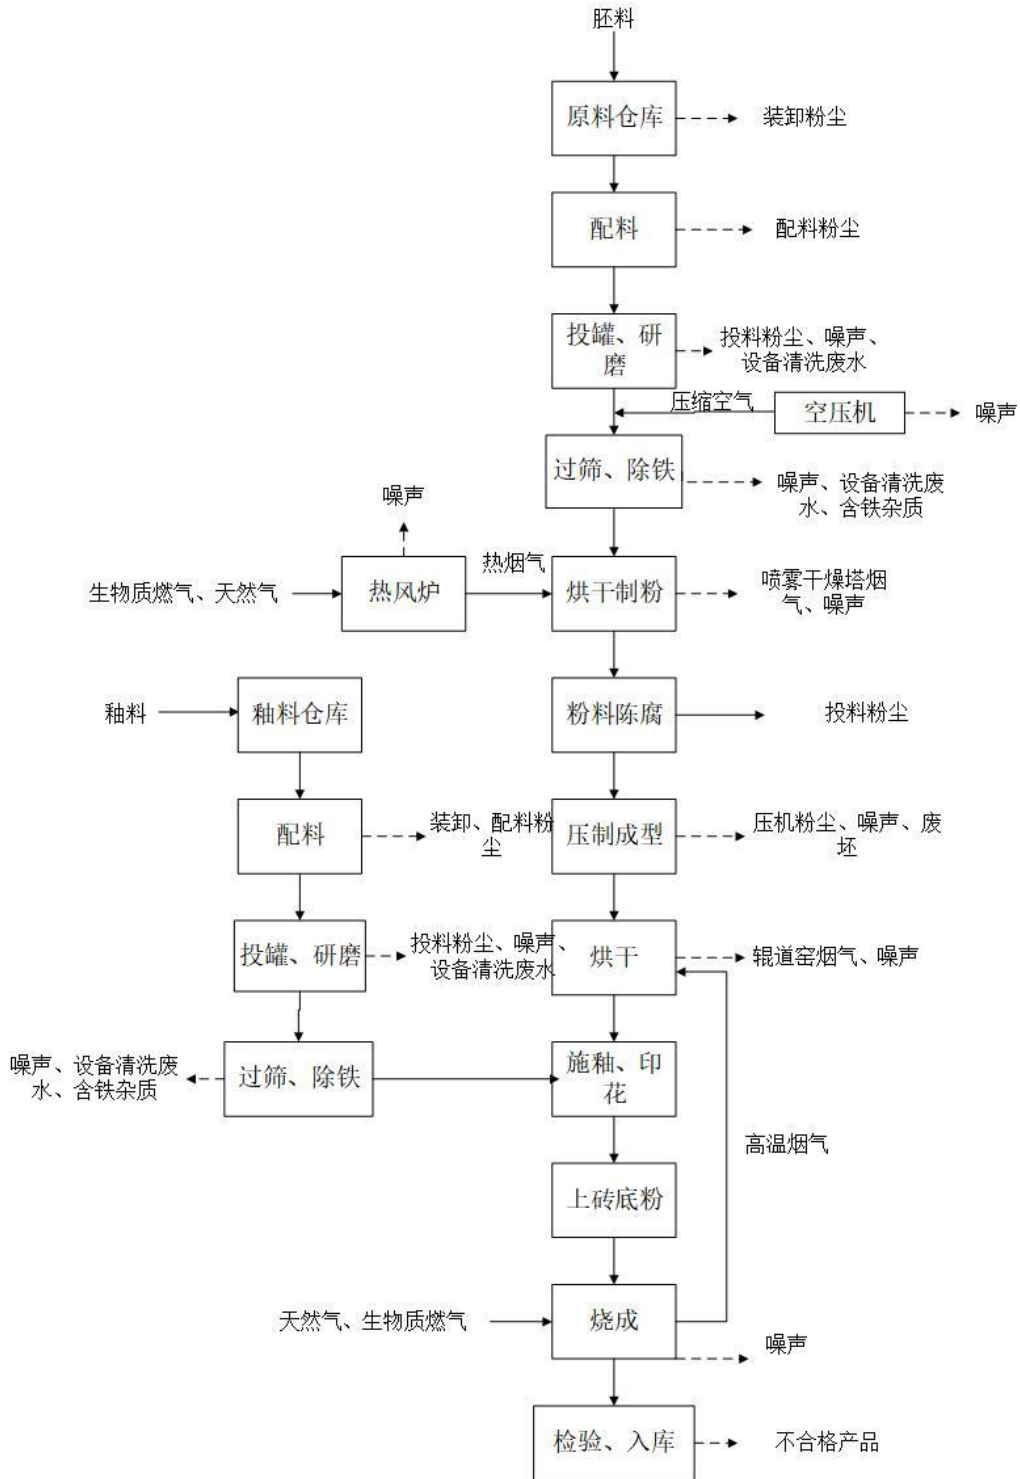 胚料
原料仓库
装卸粉尘
配料
配料粉尘
投罐、研
磨
投料粉尘、噪声、
设备清洗废水
压缩空气
空压机
噪声
过筛、除铁
噪声、设备清洗废
水、含铁杂质
噪声
生物质燃气、天然气
热风炉
热烟气
烘干制粉
喷雾干燥塔烟
气、噪声
釉料
釉料仓库
粉料陈腐
投料粉尘
配料
装卸、配料粉
尘
压制成型
压机粉尘、噪声、废
坯
投罐、研磨
投料粉尘、噪声、
设备清洗废水
烘干
辊道窑烟气、噪声
噪声、设备清洗废
水、含铁杂质
过筛、除铁
施釉、印
花
高温烟气
上砖底粉
天然气、生物质燃气
烧成
噪声
检验、入库
不合格产品